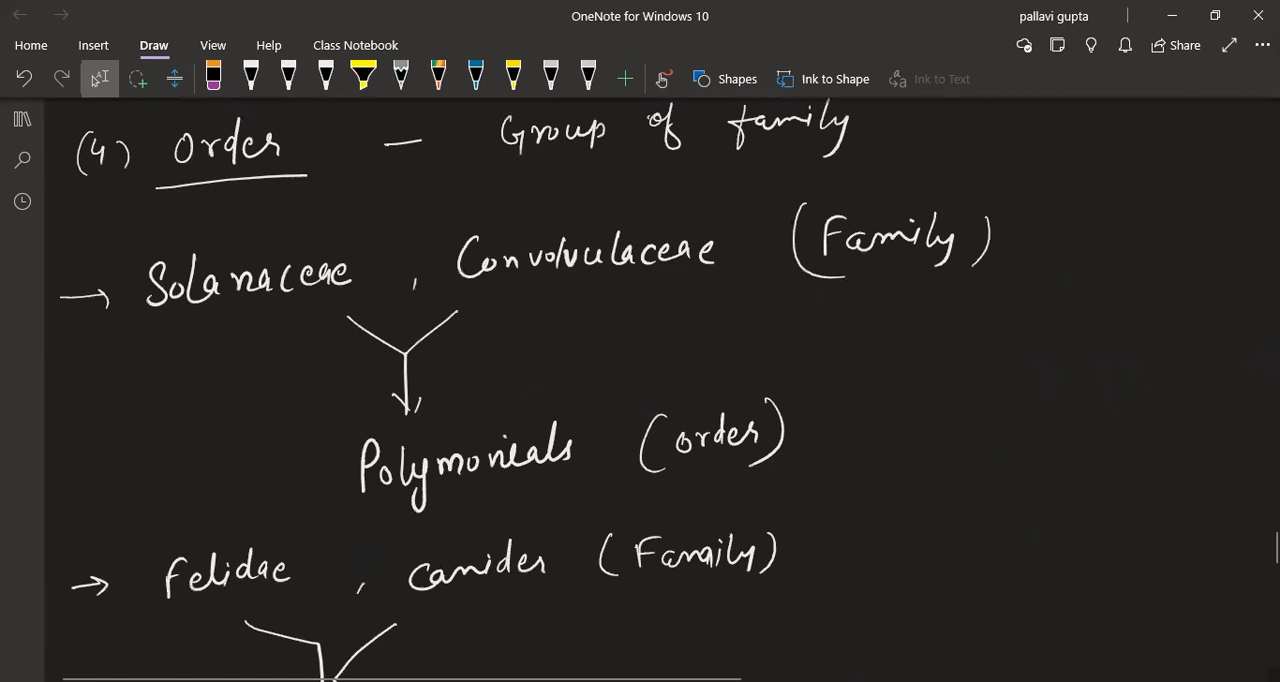 OneNote for Windows 10
pallavi gupta
Home Insert Draw View Help Class Notebook
Share
Shapes Ink to Shape Ink to Text
(4) Order — Group of family
→ Solanaceae , Convolvulaceae (Family)
Polymonieals (order)
→ Felidae , canider (Family)